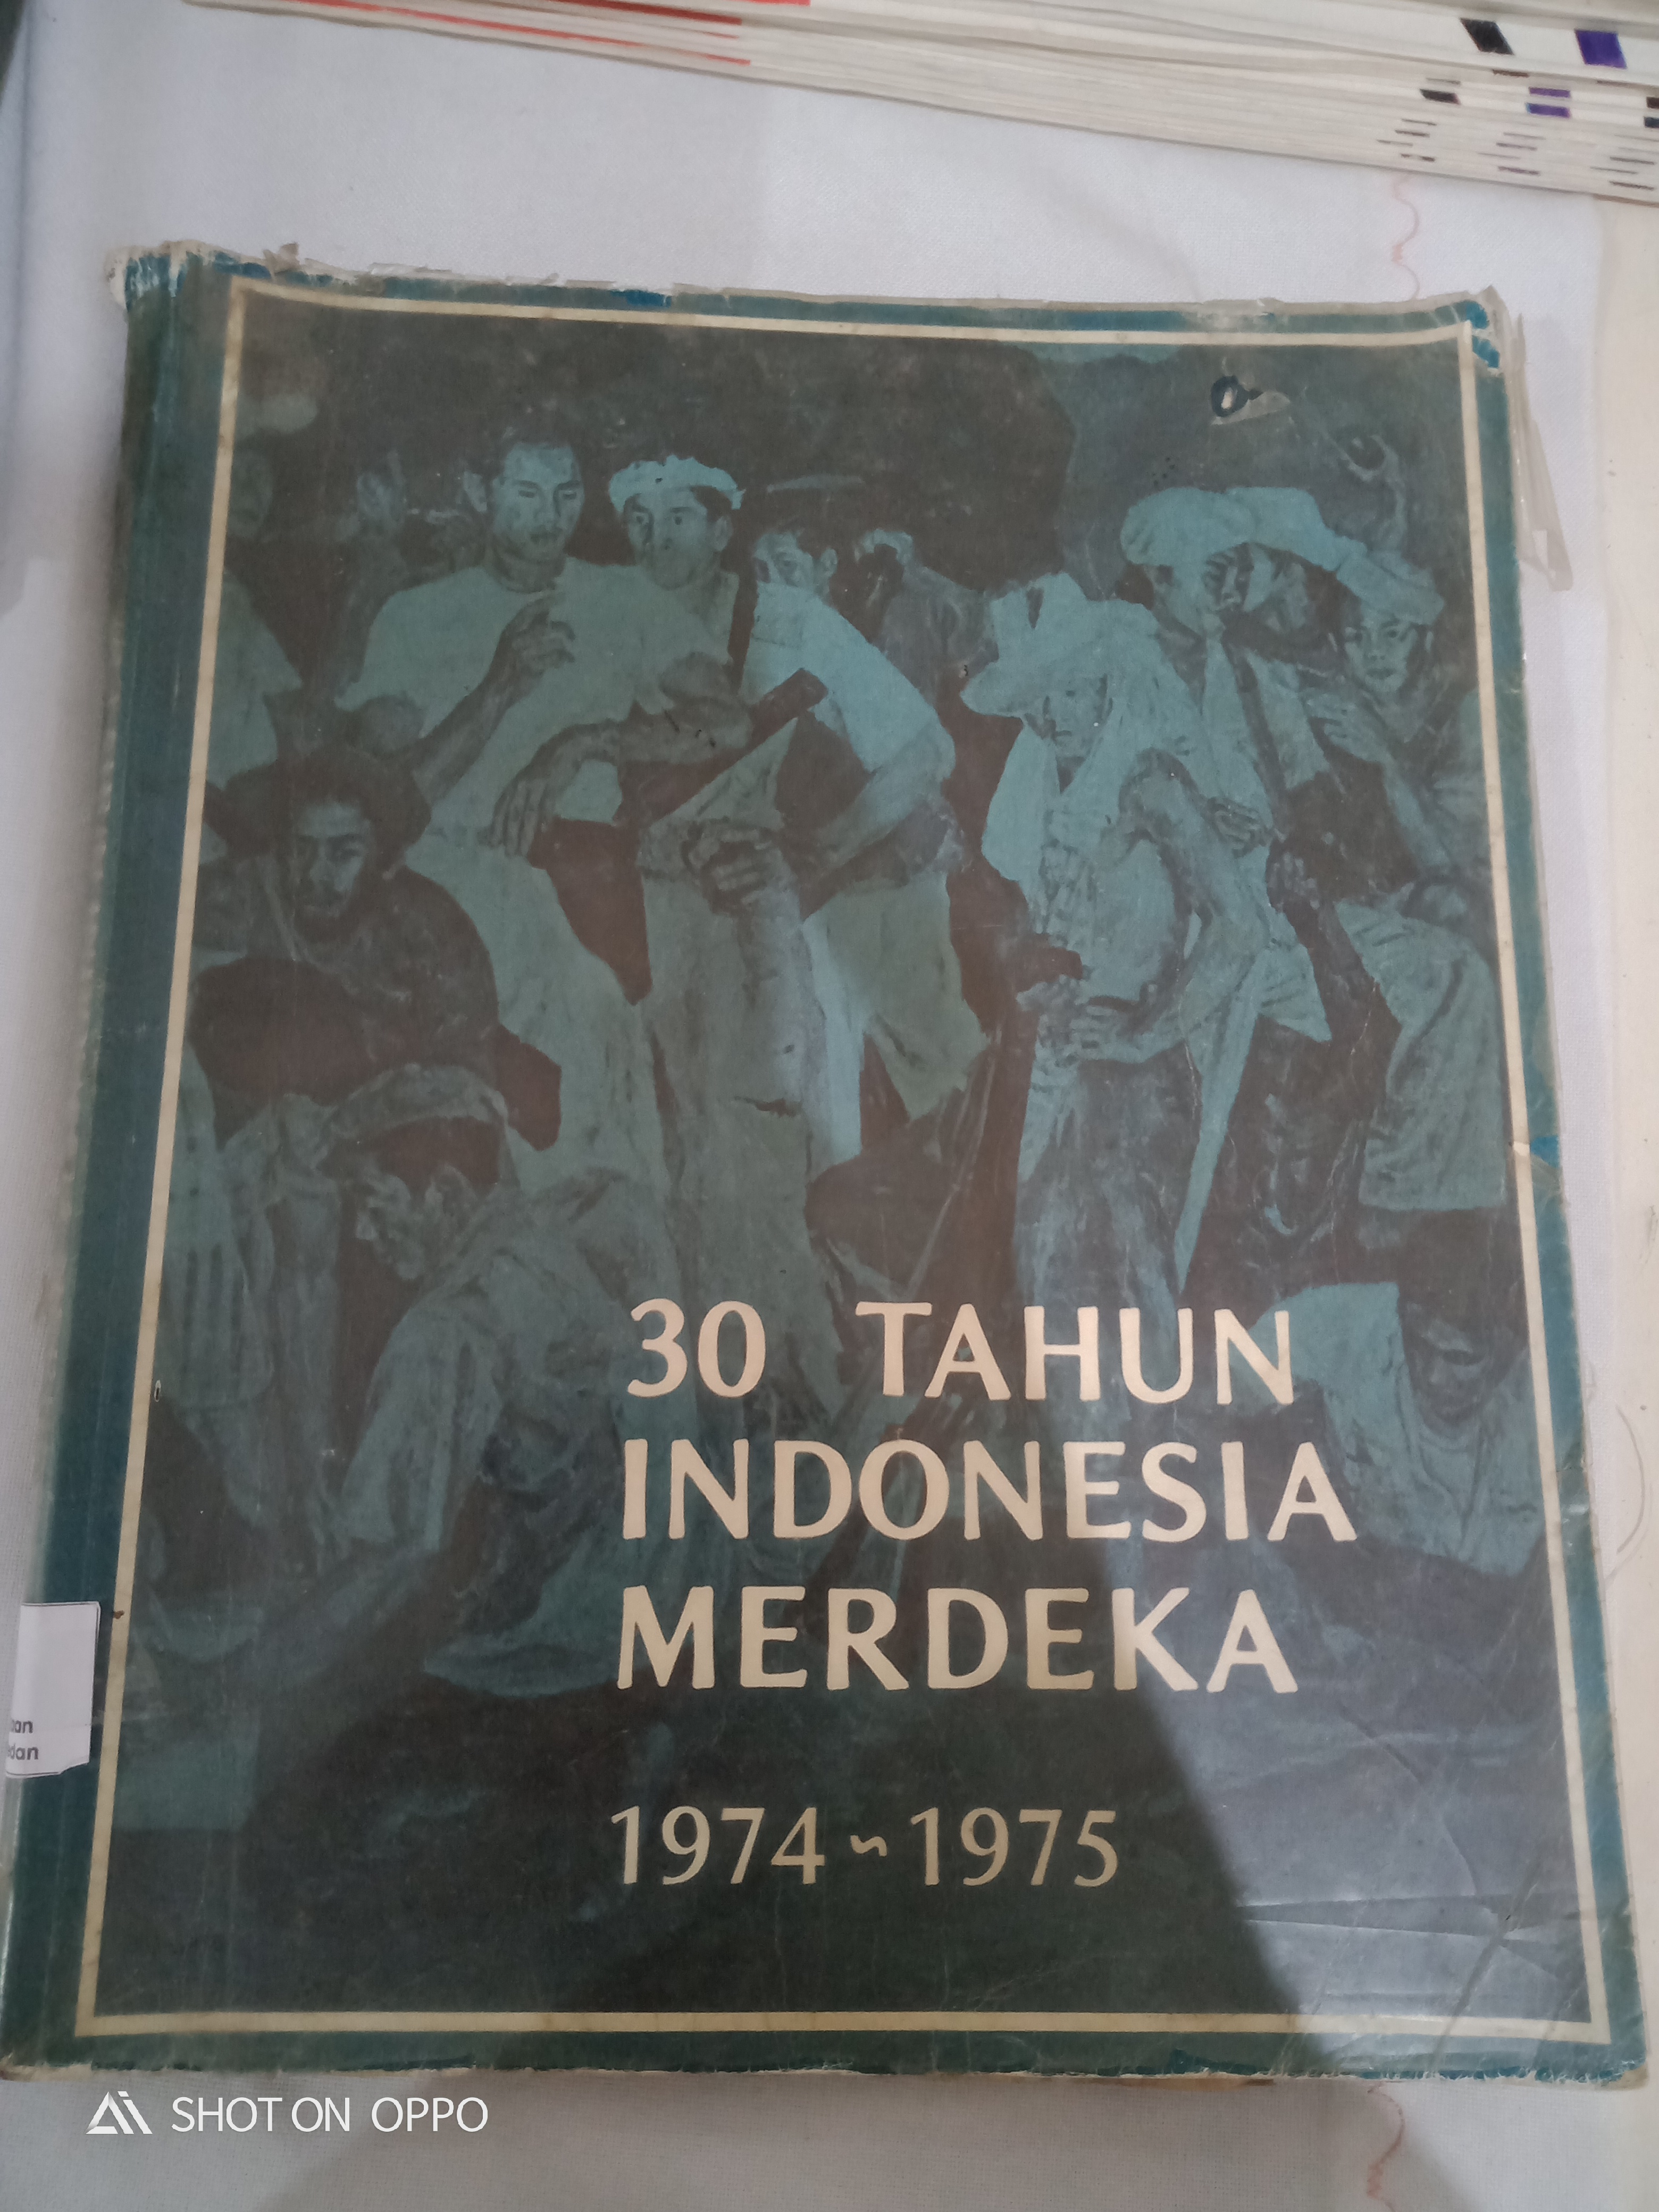 30 TAHUN
INDONESIA
MERDEKA
1974~1975
SHOT ON OPPO